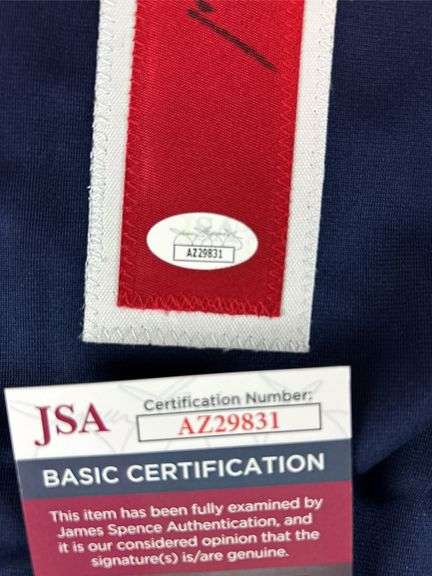 JSA
AZ29831
JSA
Certification Number:
AZ29831
BASIC CERTIFICATION
This item has been fully examined by
James Spence Authentication, and
it is our considered opinion that the
signature(s) is/are genuine.